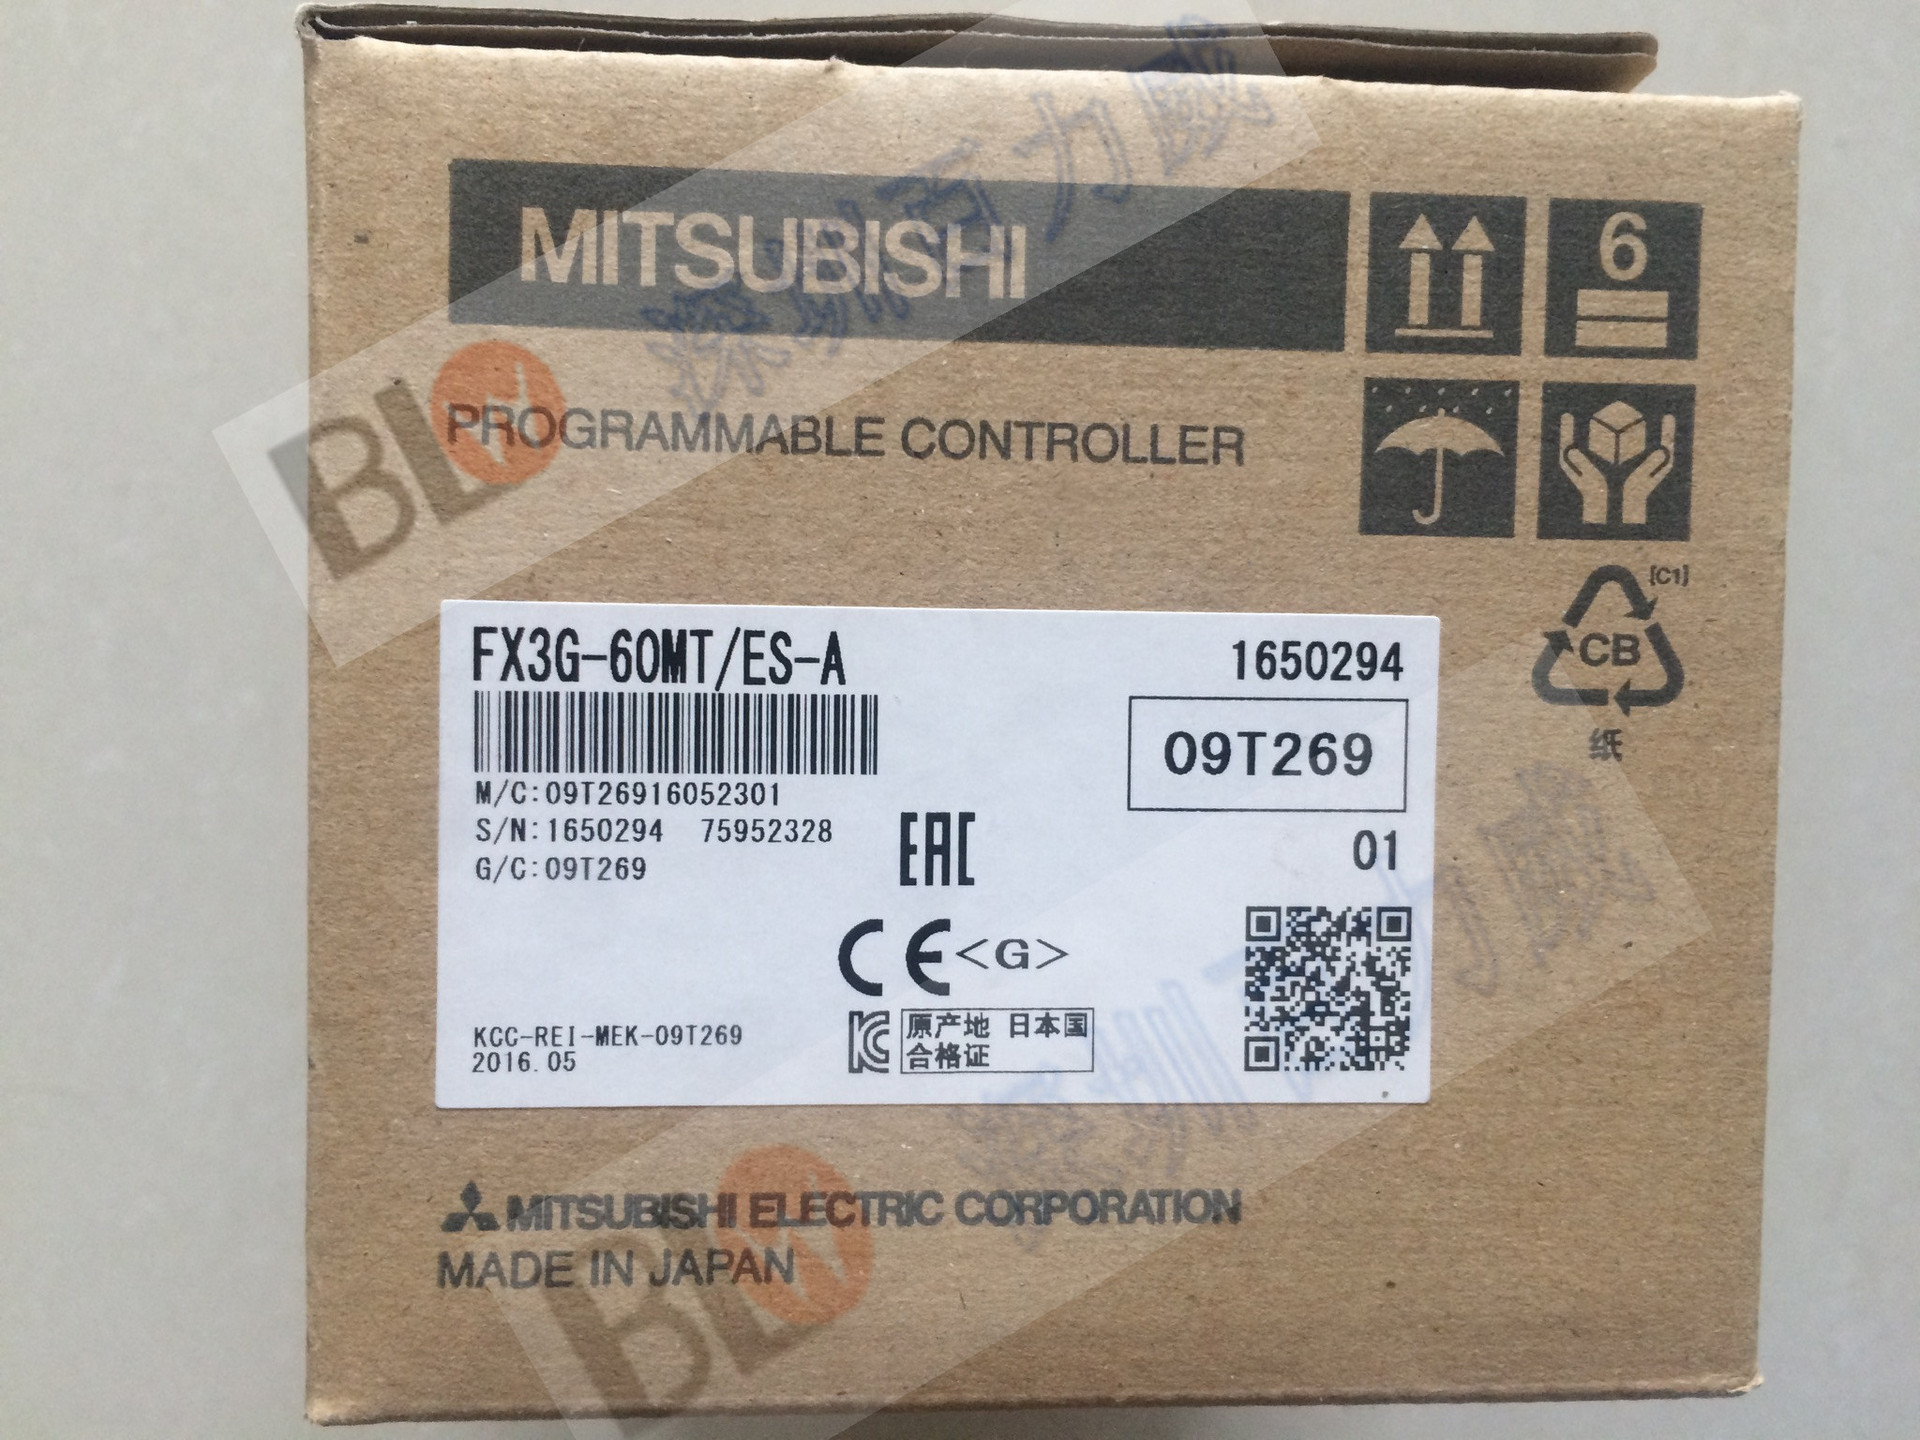 MITSUBISHI
6
PROGRAMMABLE CONTROLLER
[C1]
CB
纸
FX3G-60MT/ES-A
1650294
09T269
M/C:09T26916052301
S/N:1650294 75952328
G/C:09T269
EAC
01
CE<G>
KCC-REI-MEK-09T269
2016.05
原产地 日本国
合格证
MITSUBISHI ELECTRIC CORPORATION
MADE IN JAPAN
BLW
BLW